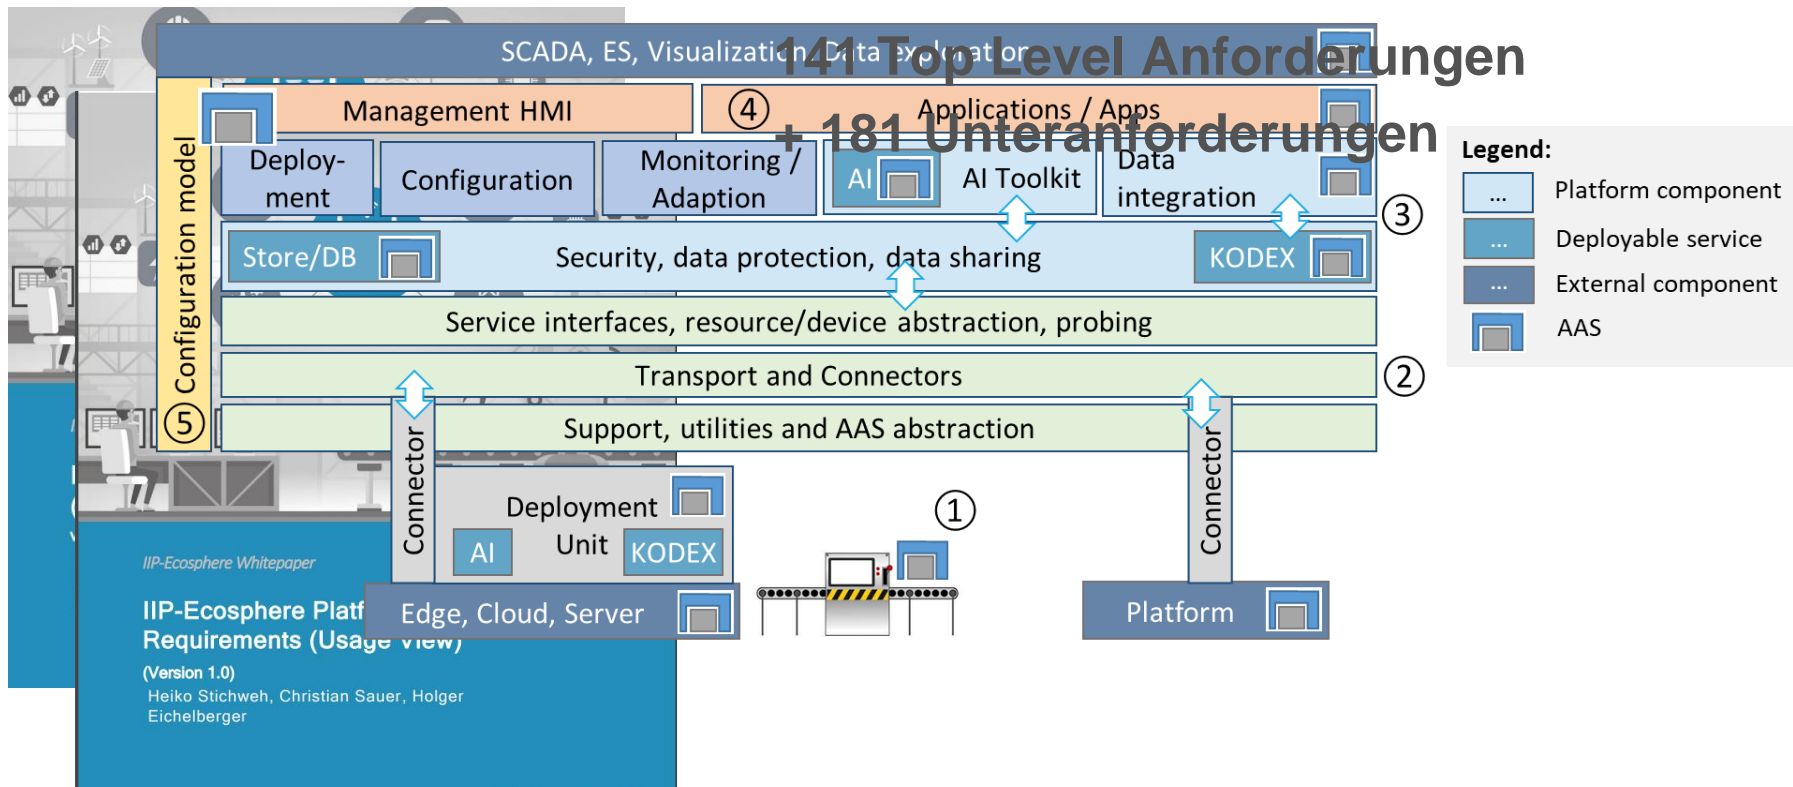 SCADA, ES, Visualization, Data exploration
141 Top Level Anforderungen
+ 181 Unteranforderungen
Management HMI
④
Applications / Apps
Configuration model
⑤
Deploy-
ment
Configuration
Monitoring /
Adaption
AI
AI Toolkit
Data
integration
③
Store/DB
Security, data protection, data sharing
KODEX
Service interfaces, resource/device abstraction, probing
Transport and Connectors
②
Support, utilities and AAS abstraction
Connector
Connector
Deployment
Unit
AI
KODEX
①
Edge, Cloud, Server
Platform
Legend:
... Platform component
... Deployable service
... External component
AAS
IIP-Ecosphere Whitepaper
IIP-Ecosphere Platf
Requirements (Usage View)
(Version 1.0)
Heiko Stichweh, Christian Sauer, Holger
Eichelberger